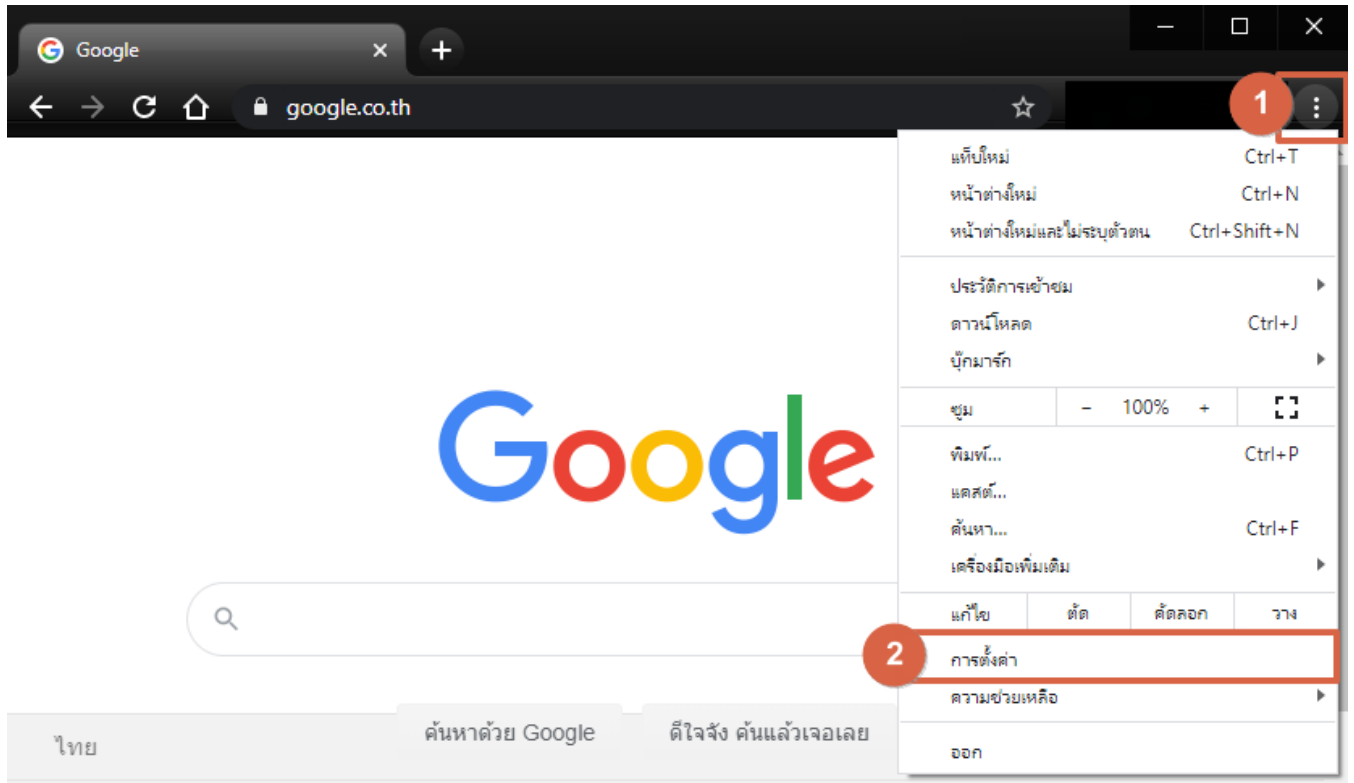 Google
google.co.th
1
แท็บใหม่ Ctrl+T
หน้าต่างใหม่ Ctrl+N
หน้าต่างใหม่และไม่ระบุตัวตน Ctrl+Shift+N
ประวัติการเข้าชม
ดาวน์โหลด Ctrl+J
บุ๊กมาร์ก
ซูม - 100% +
พิมพ์... Ctrl+P
แคสต์...
ค้นหา... Ctrl+F
เครื่องมือเพิ่มเติม
แก้ไข ตัด คัดลอก วาง
2 การตั้งค่า
ความช่วยเหลือ
ออก
Google
ค้นหาด้วย Google ดีใจจัง ค้นแล้วเจอเลย
ไทย